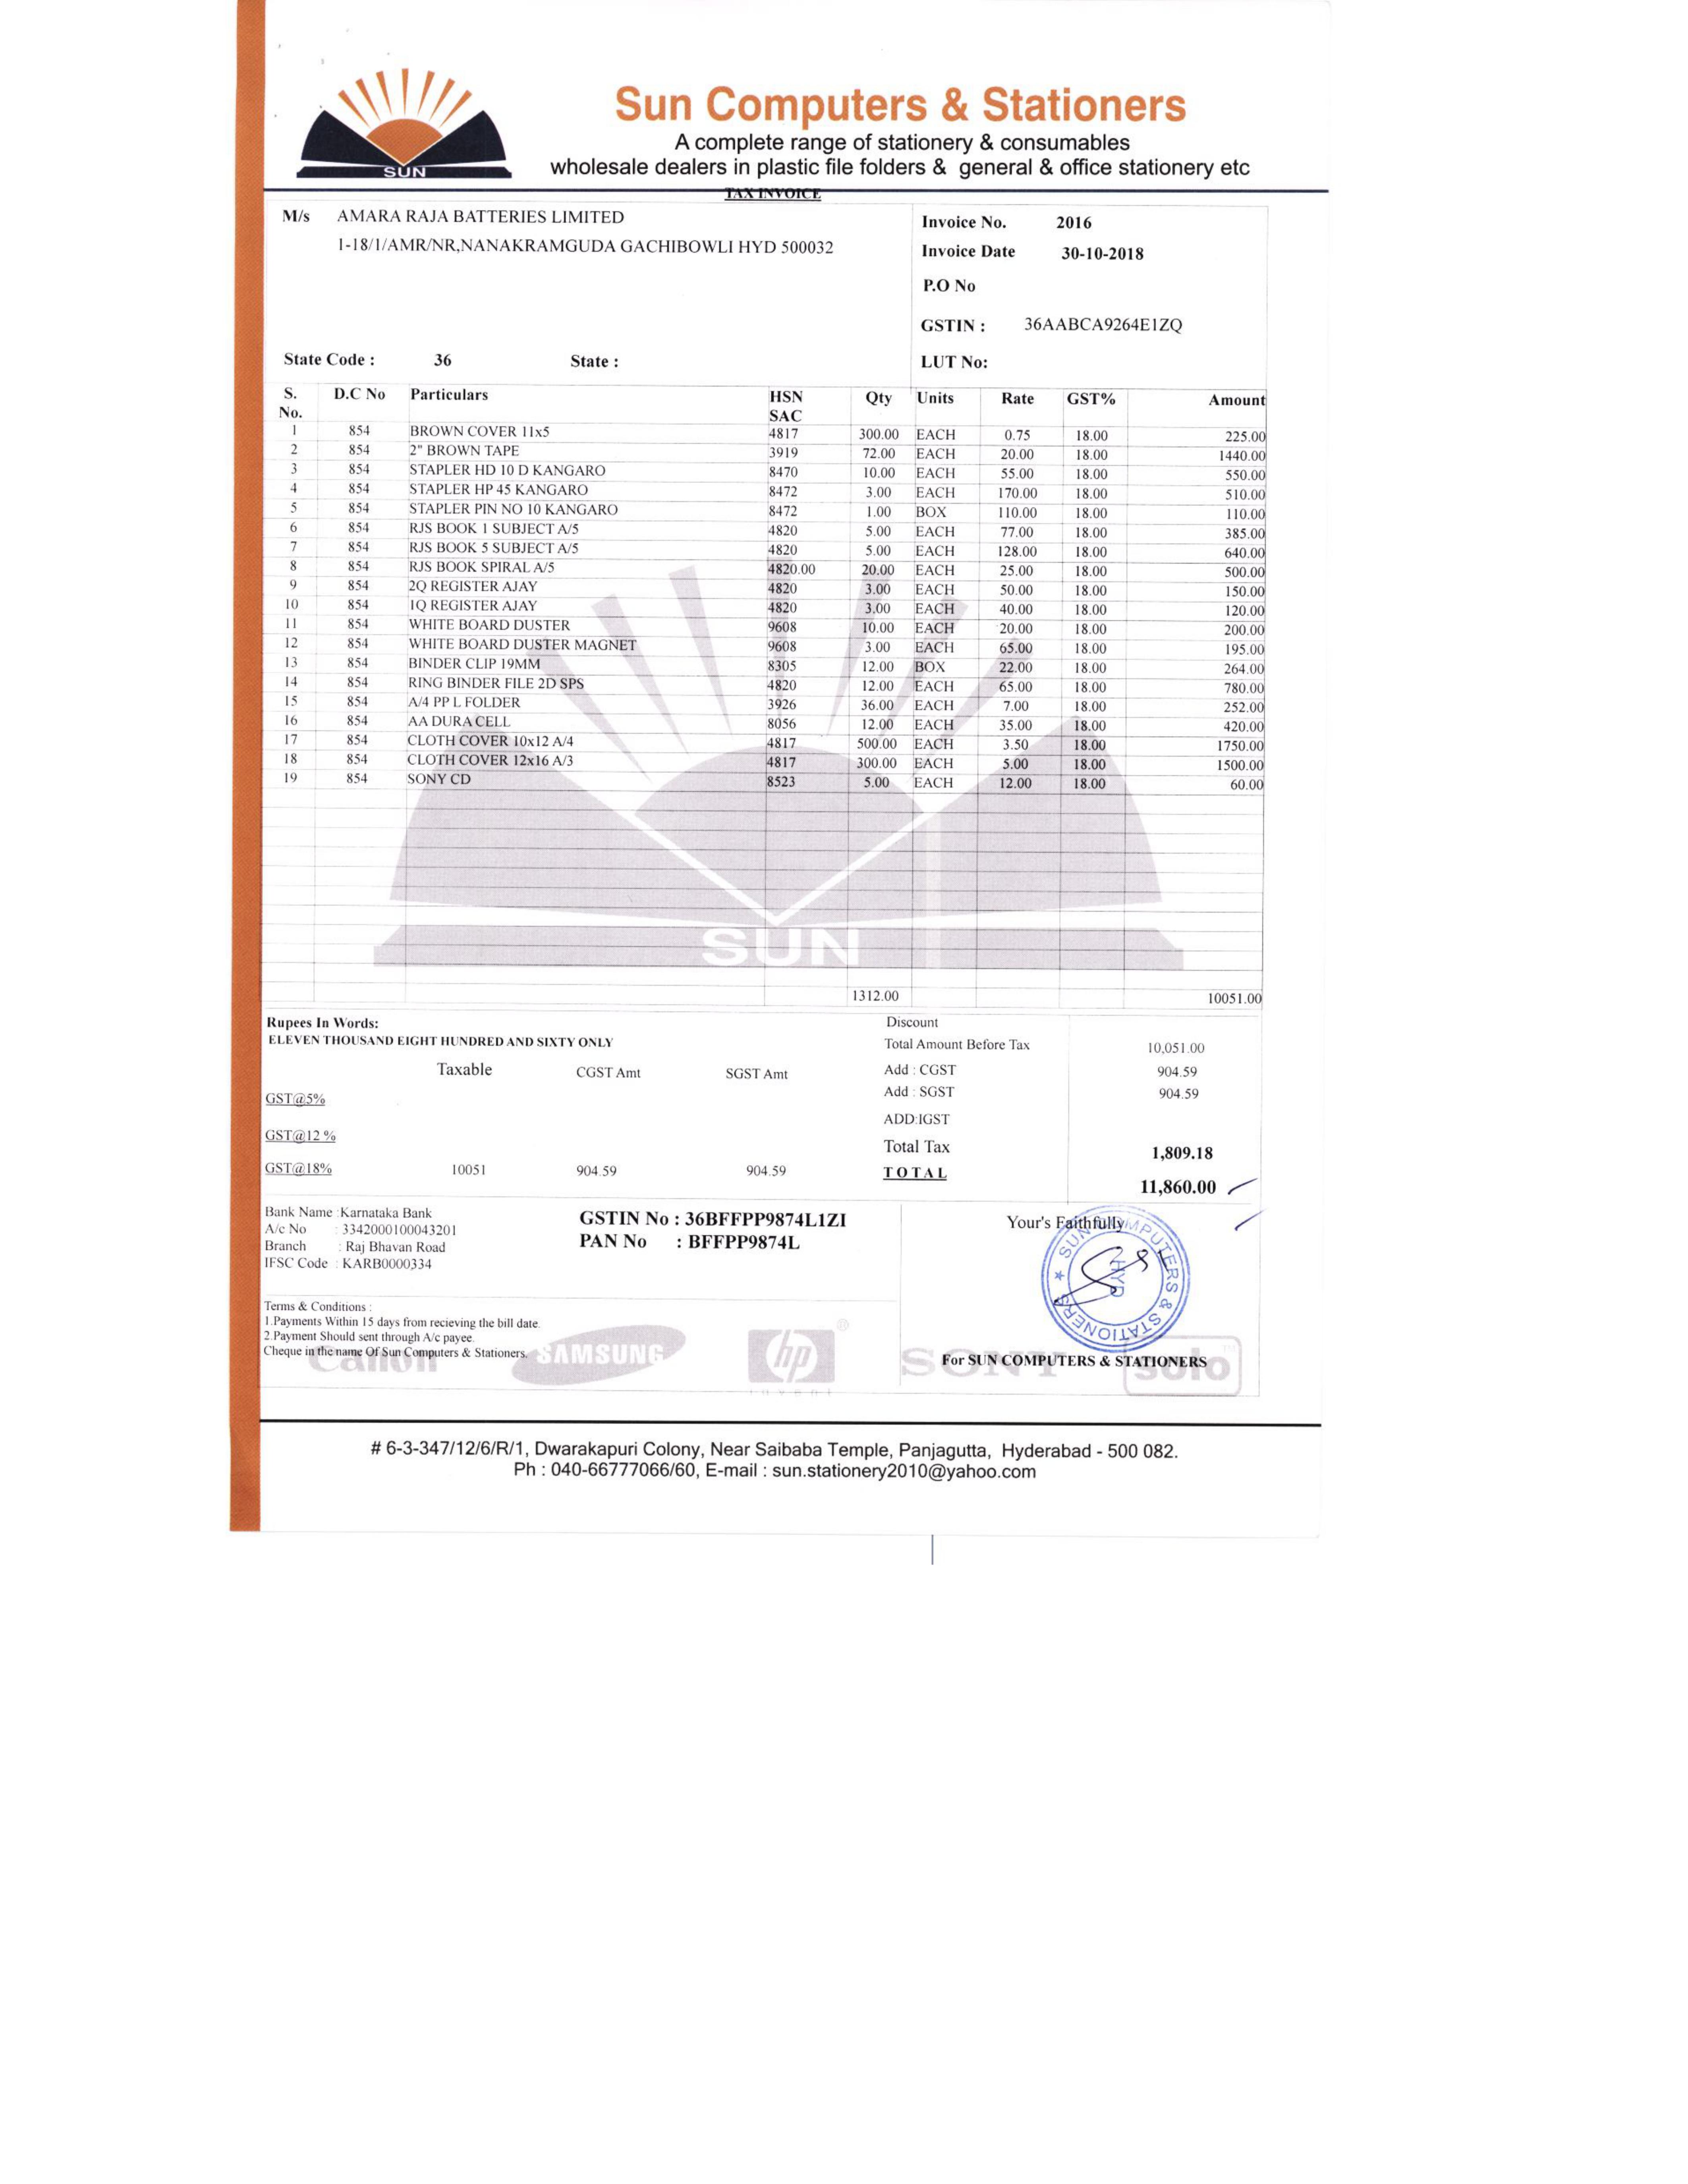 SUN
Sun Computers & Stationers
A complete range of stationery & consumables
wholesale dealers in plastic file folders & general & office stationery etc
TAX INVOICE
M/s AMARA RAJA BATTERIES LIMITED
1-18/1/AMR/NR,NANAKRAMGUDA GACHIBOWLI HYD 500032
Invoice No. 2016
Invoice Date 30-10-2018
P.O No
GSTIN : 36AABCA9264E1ZQ
State Code : 36 State : LUT No:
S. No. D.C No Particulars HSN SAC Qty Units Rate GST% Amount
1 854 BROWN COVER 11x5 4817 300.00 EACH 0.75 18.00 225.00
2 854 2" BROWN TAPE 3919 72.00 EACH 20.00 18.00 1440.00
3 854 STAPLER HD 10 D KANGARO 8470 10.00 EACH 55.00 18.00 550.00
4 854 STAPLER HP 45 KANGARO 8472 3.00 EACH 170.00 18.00 510.00
5 854 STAPLER PIN NO 10 KANGARO 8472 1.00 BOX 110.00 18.00 110.00
6 854 RJS BOOK 1 SUBJECT A/5 4820 5.00 EACH 77.00 18.00 385.00
7 854 RJS BOOK 5 SUBJECT A/5 4820 5.00 EACH 128.00 18.00 640.00
8 854 RJS BOOK SPIRAL A/5 4820.00 20.00 EACH 25.00 18.00 500.00
9 854 2Q REGISTER AJAY 4820 3.00 EACH 50.00 18.00 150.00
10 854 1Q REGISTER AJAY 4820 3.00 EACH 40.00 18.00 120.00
11 854 WHITE BOARD DUSTER 9608 10.00 EACH 20.00 18.00 200.00
12 854 WHITE BOARD DUSTER MAGNET 9608 3.00 EACH 65.00 18.00 195.00
13 854 BINDER CLIP 19MM 8305 12.00 BOX 22.00 18.00 264.00
14 854 RING BINDER FILE 2D SPS 4820 12.00 EACH 65.00 18.00 780.00
15 854 A/4 PP L FOLDER 3926 36.00 EACH 7.00 18.00 252.00
16 854 AA DURA CELL 8056 12.00 EACH 35.00 18.00 420.00
17 854 CLOTH COVER 10x12 A/4 4817 500.00 EACH 3.50 18.00 1750.00
18 854 CLOTH COVER 12x16 A/3 4817 300.00 EACH 5.00 18.00 1500.00
19 854 SONY CD 8523 5.00 EACH 12.00 18.00 60.00
SUN
1312.00 10051.00
Rupees In Words:
ELEVEN THOUSAND EIGHT HUNDRED AND SIXTY ONLY
Discount
Total Amount Before Tax 10,051.00
Taxable CGST Amt SGST Amt
Add : CGST 904.59
Add : SGST 904.59
GST@5%
ADD:IGST
GST@12 %
Total Tax 1,809.18
GST@18% 10051 904.59 904.59
TOTAL 11,860.00
Bank Name : Karnataka Bank
A/c No : 3342000100043201
Branch : Raj Bhavan Road
IFSC Code : KARB0000334
GSTIN No : 36BFFPP9874L1ZI
PAN No : BFFPP9874L
Your's Faithfully
SUN COMPUTERS & STATIONERS ★ HYD
Terms & Conditions :
1.Payments Within 15 days from recieving the bill date.
2.Payment Should sent through A/c payee.
Cheque in the name Of Sun Computers & Stationers.
Canon SAMSUNG hp invent SONY solo
For SUN COMPUTERS & STATIONERS
# 6-3-347/12/6/R/1, Dwarakapuri Colony, Near Saibaba Temple, Panjagutta, Hyderabad - 500 082.
Ph : 040-66777066/60, E-mail : sun.stationery2010@yahoo.com